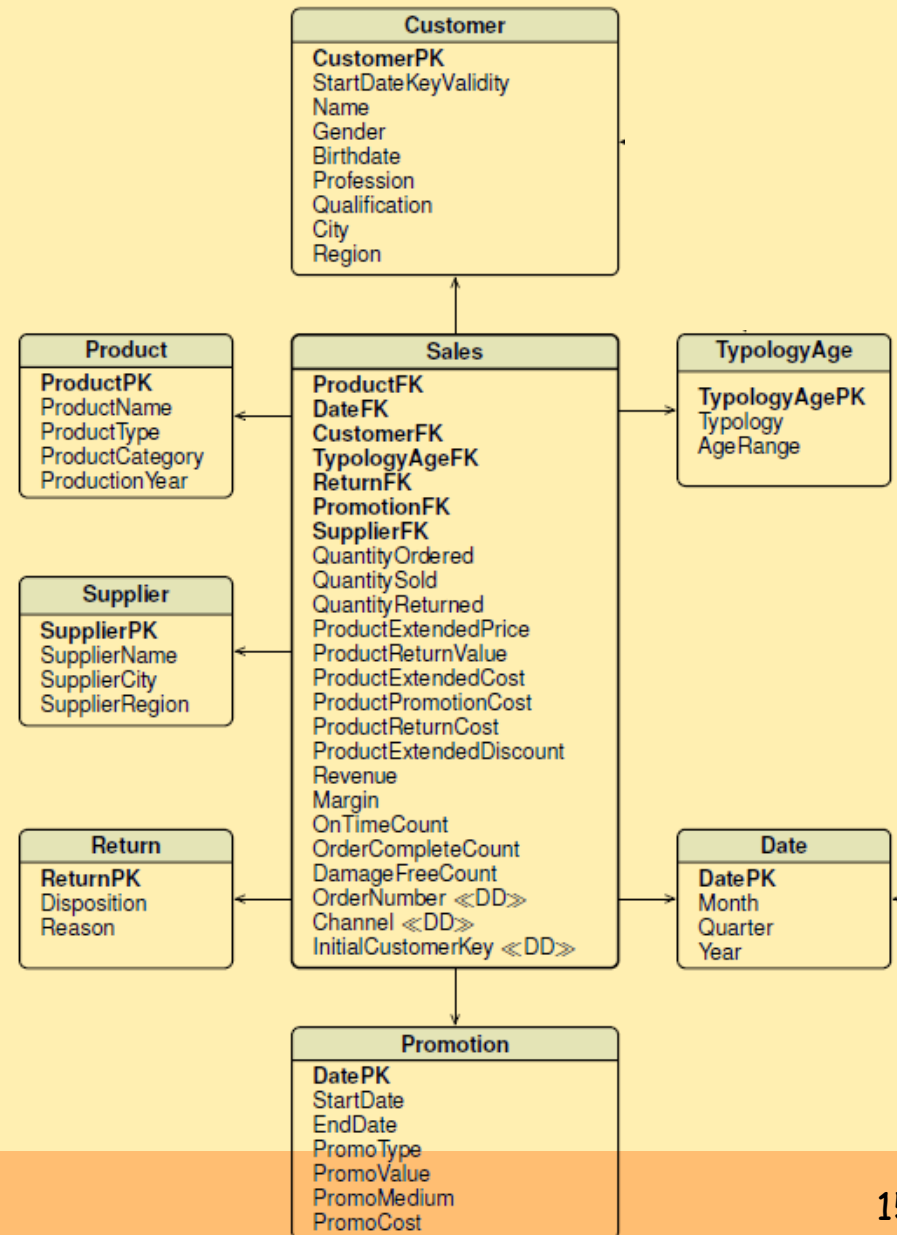 Customer
CustomerPK
StartDateKeyValidity
Name
Gender
Birthdate
Profession
Qualification
City
Region
Product
ProductPK
ProductName
ProductType
ProductCategory
ProductionYear
Sales
ProductFK
DateFK
CustomerFK
TypologyAgeFK
ReturnFK
PromotionFK
SupplierFK
QuantityOrdered
QuantitySold
QuantityReturned
ProductExtendedPrice
ProductReturnValue
ProductExtendedCost
ProductPromotionCost
ProductReturnCost
ProductExtendedDiscount
Revenue
Margin
OnTimeCount
OrderCompleteCount
DamageFreeCount
OrderNumber ≪DD≫
Channel ≪DD≫
InitialCustomerKey ≪DD≫
TypologyAge
TypologyAgePK
Typology
AgeRange
Supplier
SupplierPK
SupplierName
SupplierCity
SupplierRegion
Return
ReturnPK
Disposition
Reason
Date
DatePK
Month
Quarter
Year
Promotion
DatePK
StartDate
EndDate
PromoType
PromoValue
PromoMedium
PromoCost